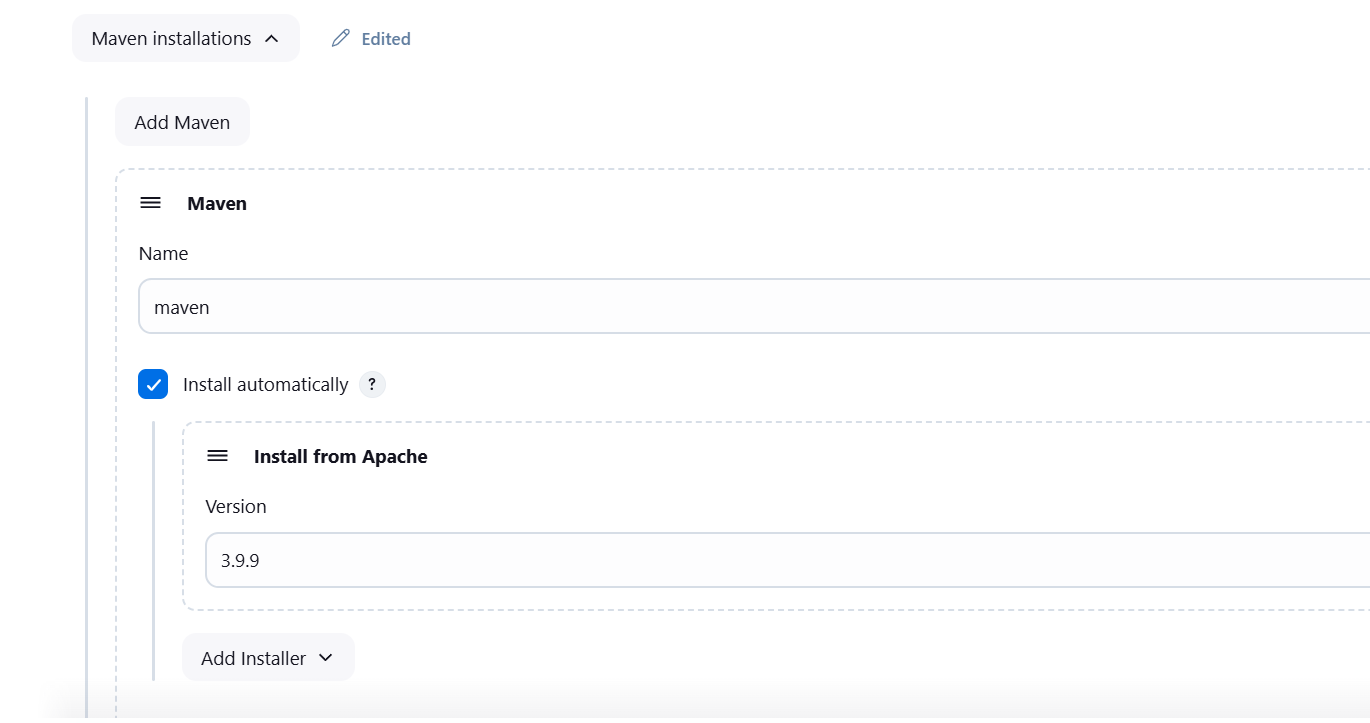 Maven installations
Edited
Add Maven
Maven
Name
maven
Install automatically ?
Install from Apache
Version
3.9.9
Add Installer